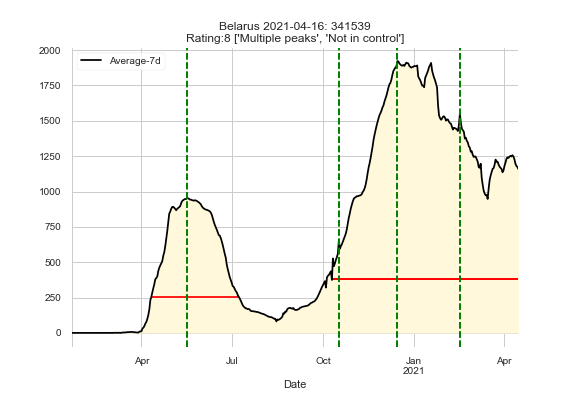 Belarus 2021-04-16: 341539
Rating:8 ['Multiple peaks', 'Not in control']
Average-7d
2000
1750
1500
1250
1000
750
500
250
0
Apr
Jul
Oct
Jan
2021
Apr
Date